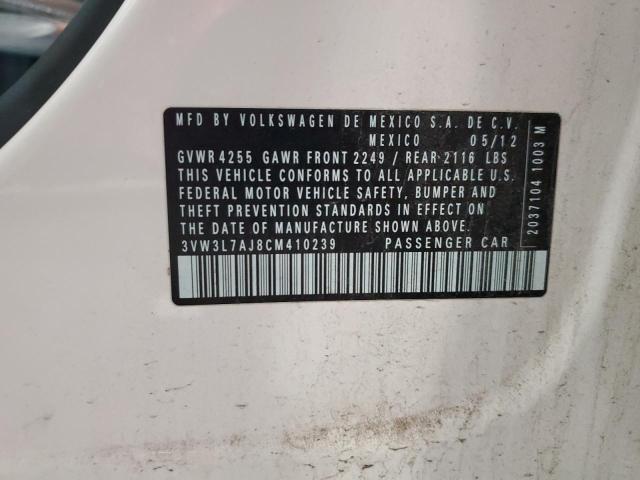 MFD BY VOLKSWAGEN DE MEXICO S.A. DE C.V.
MEXICO 05/12
GVWR 4255 GAWR FRONT 2249 / REAR 2116 LBS
THIS VEHICLE CONFORMS TO ALL APPLICABLE U.S.
FEDERAL MOTOR VEHICLE SAFETY, BUMPER AND
THEFT PREVENTION STANDARDS IN EFFECT ON
THE DATE OF MANUFACTURE SHOWN ABOVE.
3VW3L7AJ8CM410239 PASSENGER CAR
2037104 1003 M